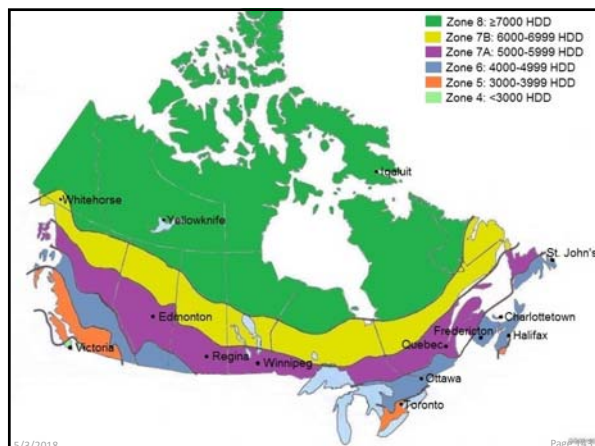 Zone 8: ≥7000 HDD
Zone 7B: 6000-6999 HDD
Zone 7A: 5000-5999 HDD
Zone 6: 4000-4999 HDD
Zone 5: 3000-3999 HDD
Zone 4: <3000 HDD
Iqaluit
Whitehorse
Yellowknife
St. John's
Edmonton
Charlottetown
Fredericton
Halifax
Victoria
Regina
Winnipeg
Quebec
Ottawa
Toronto
5/3/2018
Page